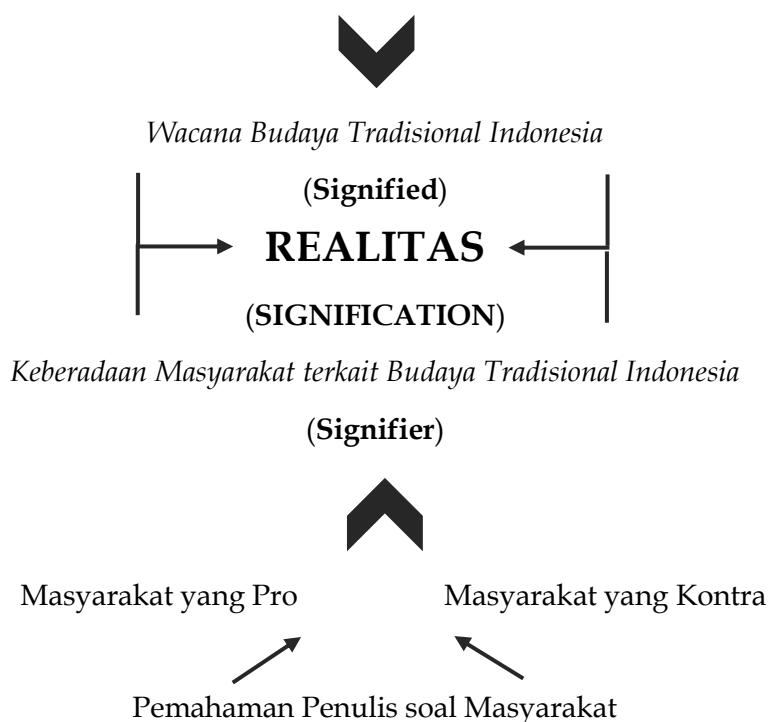 Wacana Budaya Tradisional Indonesia
(Signified)
REALITAS
(SIGNIFICATION)
Keberadaan Masyarakat terkait Budaya Tradisional Indonesia
(Signifier)
Masyarakat yang Pro Masyarakat yang Kontra
Pemahaman Penulis soal Masyarakat